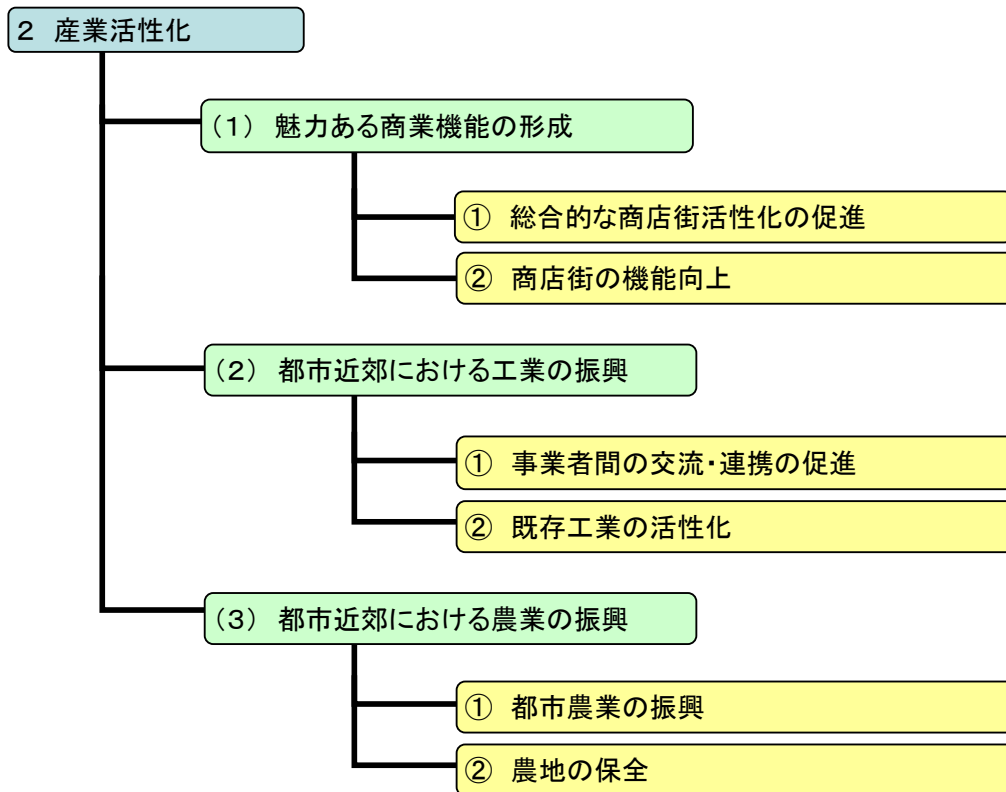 2 産業活性化
(1) 魅力ある商業機能の形成
① 総合的な商店街活性化の促進
② 商店街の機能向上
(2) 都市近郊における工業の振興
① 事業者間の交流・連携の促進
② 既存工業の活性化
(3) 都市近郊における農業の振興
① 都市農業の振興
② 農地の保全